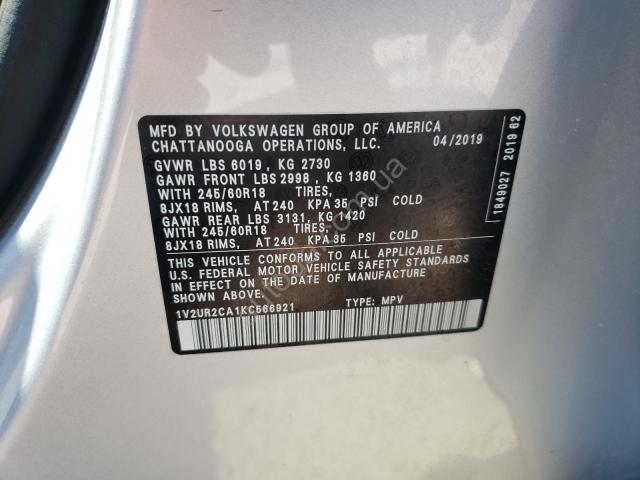 MFD BY VOLKSWAGEN GROUP OF AMERICA
CHATTANOOGA OPERATIONS, LLC. 04/2019
GVWR LBS 6019 , KG 2730
GAWR FRONT LBS 2998 , KG 1360
WITH 245/60R18 TIRES,
8JX18 RIMS, AT 240 KPA 35 PSI COLD
GAWR REAR LBS 3131, KG 1420
WITH 245/60R18 TIRES,
8JX18 RIMS, AT 240 KPA 35 PSI COLD
THIS VEHICLE CONFORMS TO ALL APPLICABLE
U.S. FEDERAL MOTOR VEHICLE SAFETY STANDARDS
IN EFFECT ON THE DATE OF MANUFACTURE
SHOWN ABOVE.
1V2UR2CA1KC566921 TYPE: MPV
1849027 2019 62